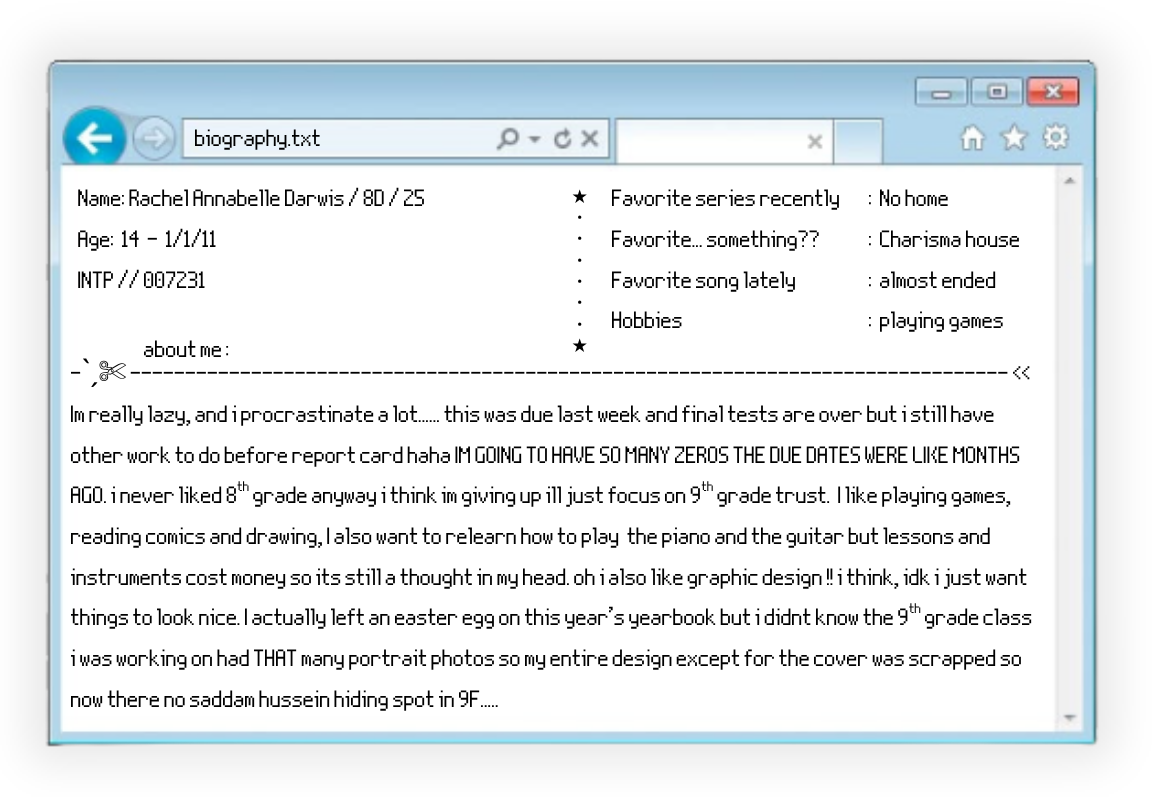 biography.txt
Name: Rachel Annabelle Darwis / 8D / 25
Age: 14 - 1/1/11
INTP // 007231
★ Favorite series recently : No home
Favorite... something?? : Charisma house
Favorite song lately : almost ended
Hobbies : playing games
★
about me :
-`,✂------------------------------------------------------------------------------------<<
Im really lazy, and i procrastinate a lot..... this was due last week and final tests are over but i still have
other work to do before report card haha IM GOING TO HAVE SO MANY ZEROS THE DUE DATES WERE LIKE MONTHS
AGO. i never liked 8th grade anyway i think im giving up ill just focus on 9th grade trust. I like playing games,
reading comics and drawing, I also want to relearn how to play the piano and the guitar but lessons and
instruments cost money so its still a thought in my head. oh i also like graphic design !! i think, idk i just want
things to look nice. I actually left an easter egg on this year's yearbook but i didnt know the 9th grade class
i was working on had THAT many portrait photos so my entire design except for the cover was scrapped so
now there no saddam hussein hiding spot in 9F.....